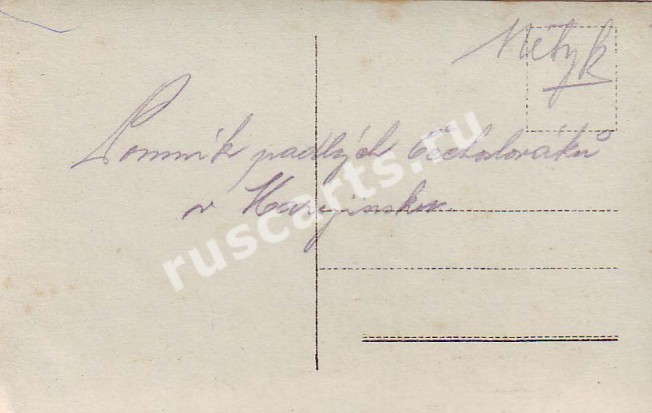 Pomník padlých Čechoslováků
v
ruscarts.ru